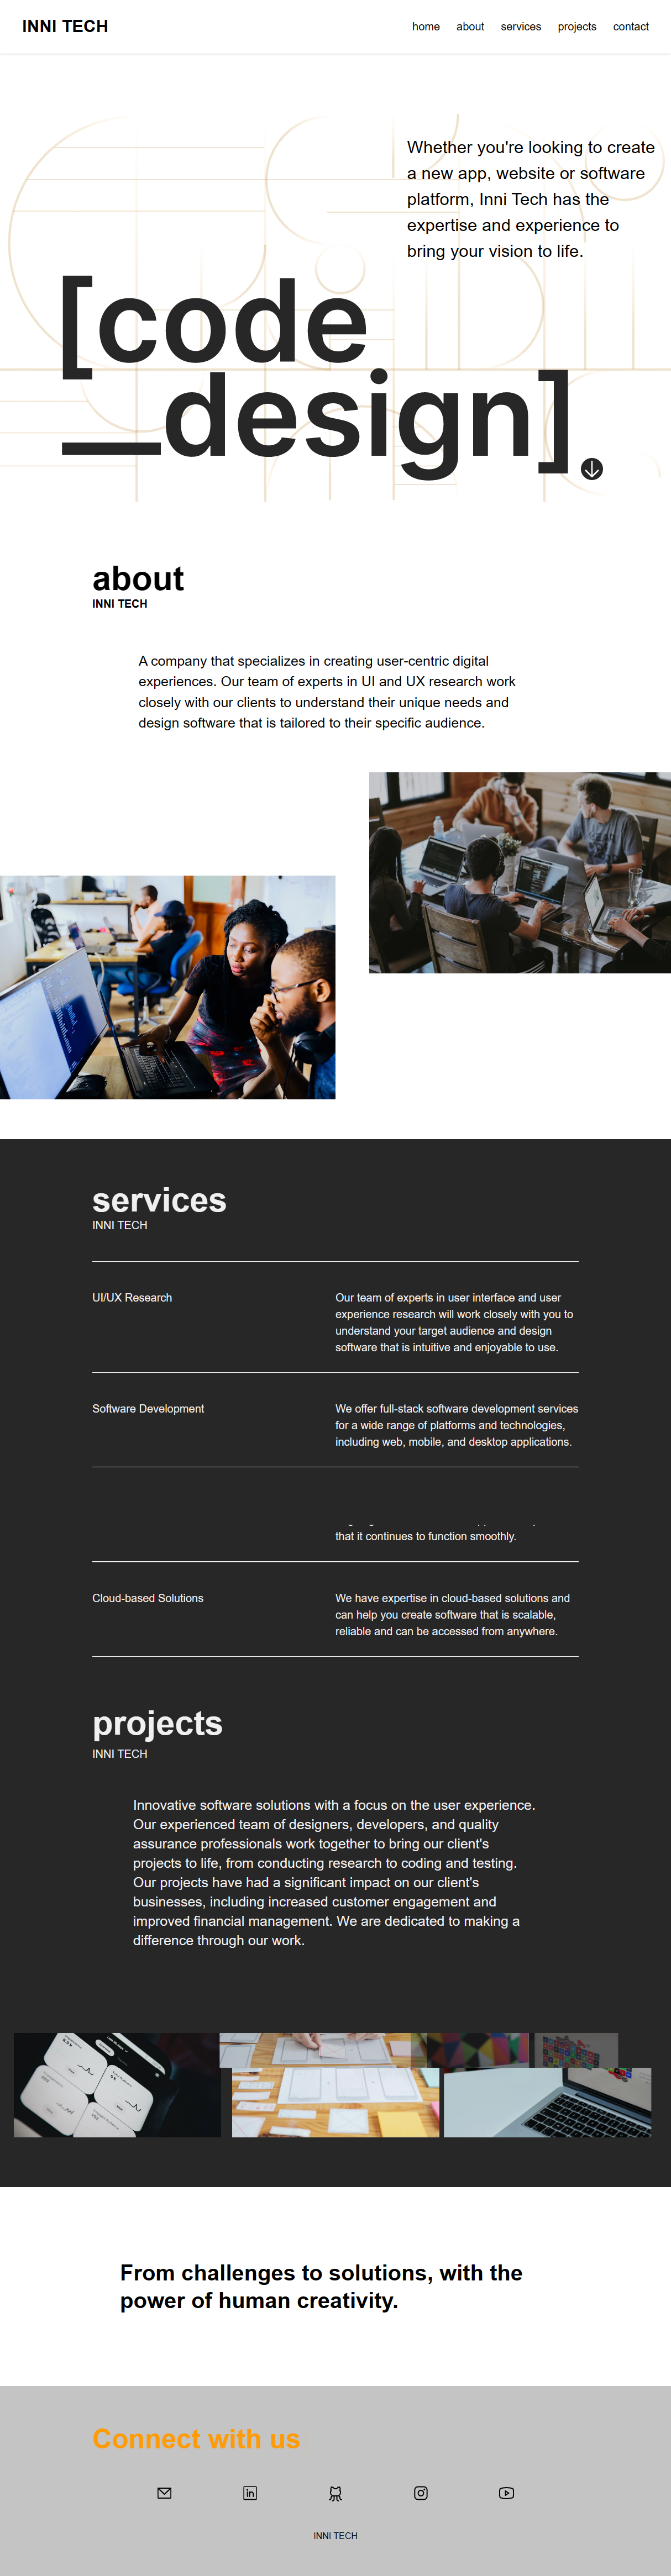 INNI TECH
home about services projects contact
Whether you're looking to create
a new app, website or software
platform, Inni Tech has the
expertise and experience to
bring your vision to life.
[code
_design]
about
INNI TECH
A company that specializes in creating user-centric digital
experiences. Our team of experts in UI and UX research work
closely with our clients to understand their unique needs and
design software that is tailored to their specific audience.
services
INNI TECH
UI/UX Research
Our team of experts in user interface and user
experience research will work closely with you to
understand your target audience and design
software that is intuitive and enjoyable to use.
Software Development
We offer full-stack software development services
for a wide range of platforms and technologies,
including web, mobile, and desktop applications.
that it continues to function smoothly.
Cloud-based Solutions
We have expertise in cloud-based solutions and
can help you create software that is scalable,
reliable and can be accessed from anywhere.
projects
INNI TECH
Innovative software solutions with a focus on the user experience.
Our experienced team of designers, developers, and quality
assurance professionals work together to bring our client's
projects to life, from conducting research to coding and testing.
Our projects have had a significant impact on our client's
businesses, including increased customer engagement and
improved financial management. We are dedicated to making a
difference through our work.
From challenges to solutions, with the
power of human creativity.
Connect with us
INNI TECH